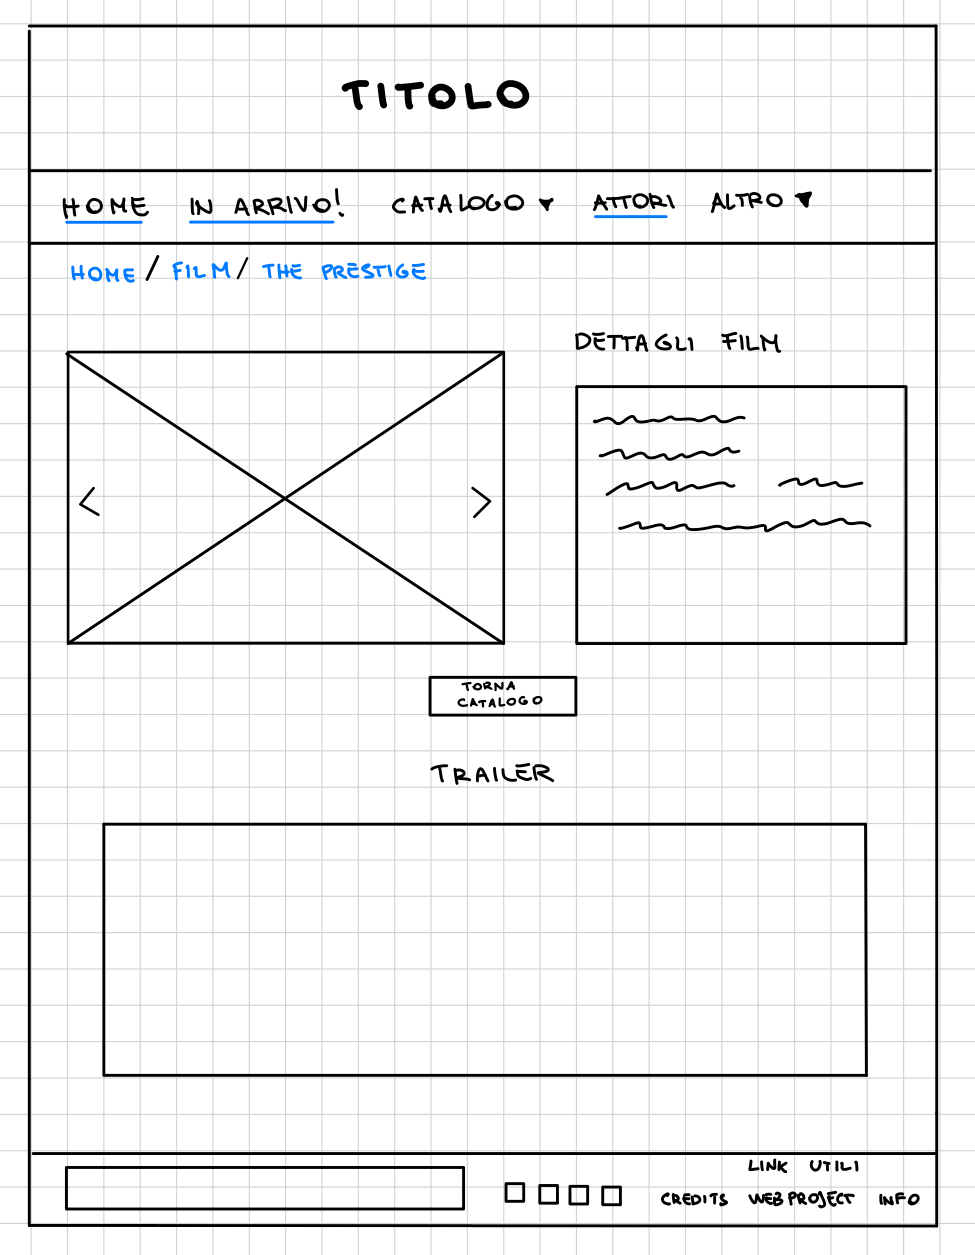 TITOLO
HOME IN ARRIVO! CATALOGO ▼ ATTORI ALTRO ▼
HOME / FILM / THE PRESTIGE
DETTAGLI FILM
< >
TORNA
CATALOGO
TRAILER
LINK UTILI
CREDITS WEB PROJECT INFO